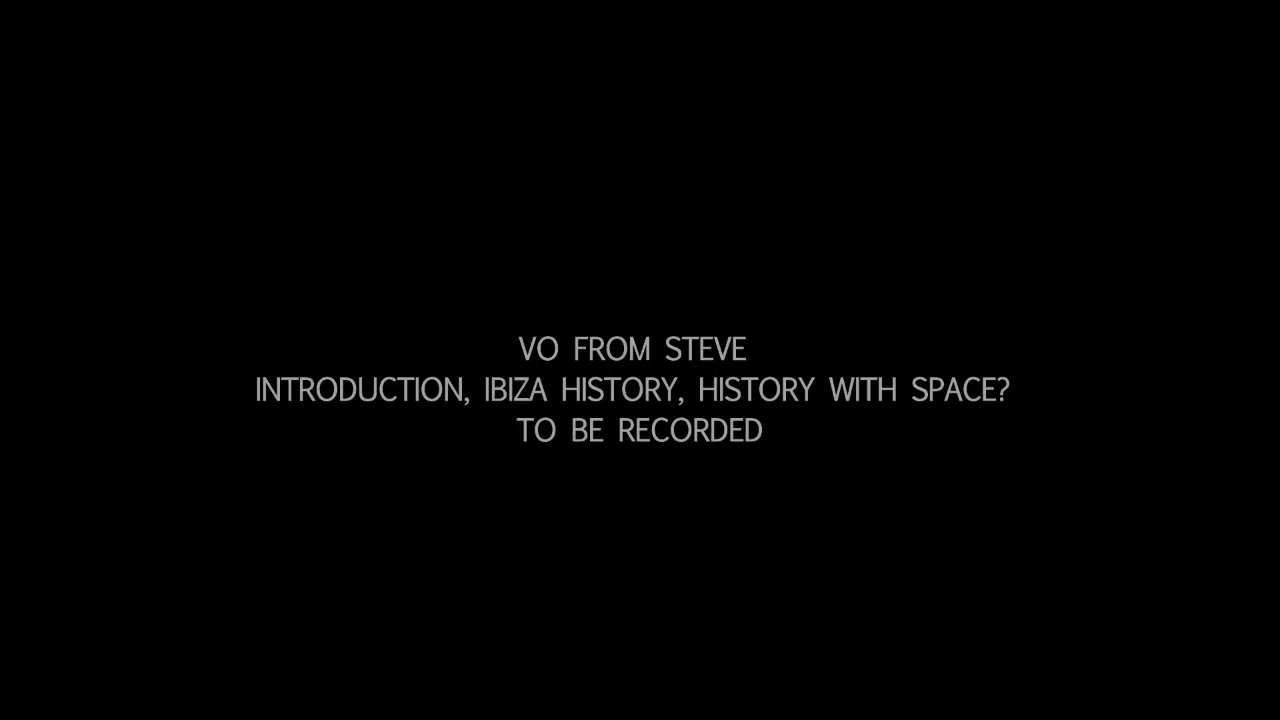 VO FROM STEVE
INTRODUCTION, IBIZA HISTORY, HISTORY WITH SPACE?
TO BE RECORDED